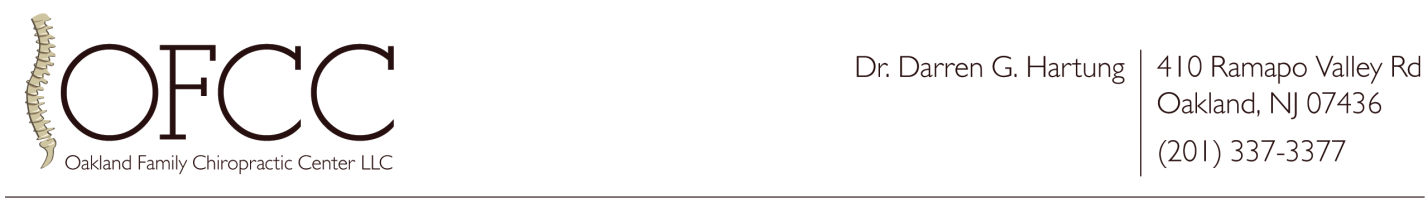 OFCC
Oakland Family Chiropractic Center LLC
Dr. Darren G. Hartung
410 Ramapo Valley Rd
Oakland, NJ 07436
(201) 337-3377